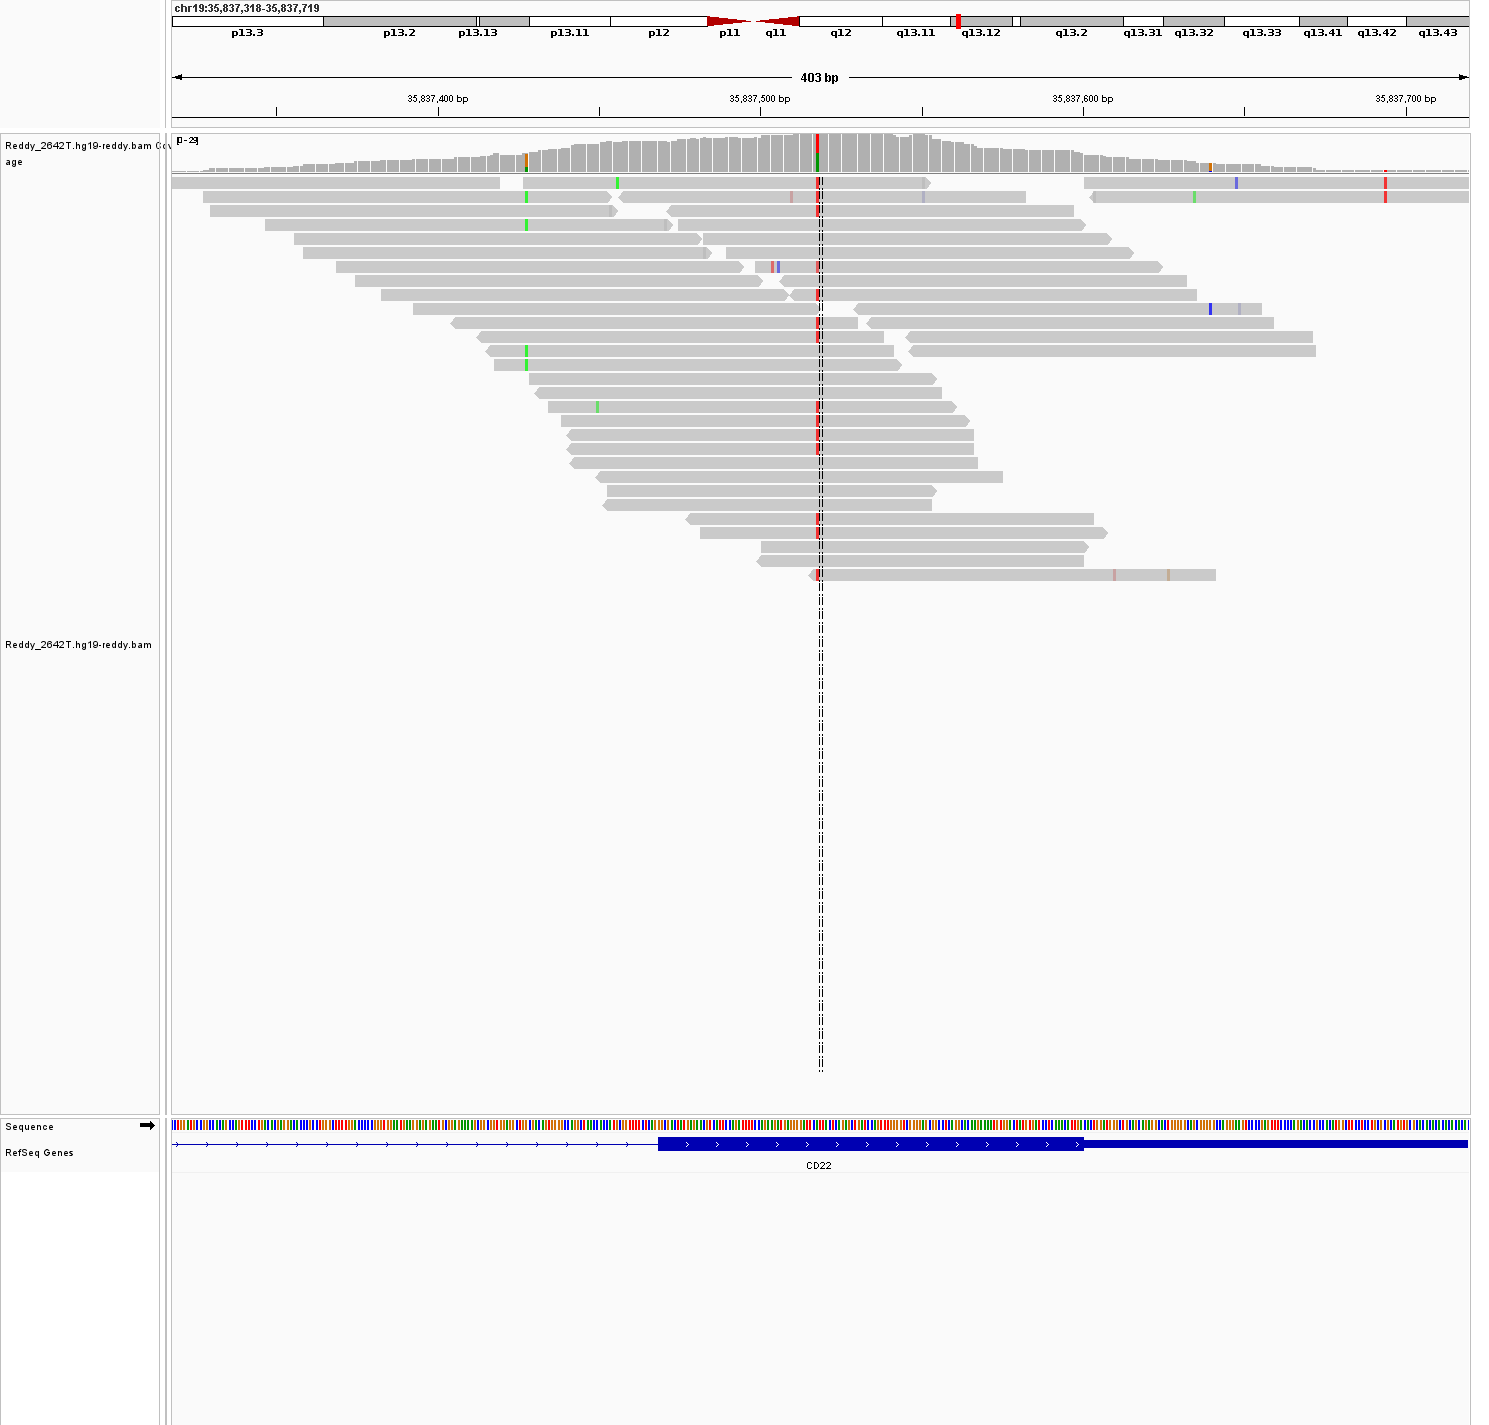 chr19:35,837,318-35,837,719
p13.3 p13.2 p13.13 p13.11 p12 p11 q11 q12 q13.11 q13.12 q13.2 q13.31 q13.32 q13.33 q13.41 q13.42 q13.43
403 bp
35,837,400 bp 35,837,500 bp 35,837,600 bp 35,837,700 bp
Reddy_2642T.hg19-reddy.bam Cov
age
[0-29]
Reddy_2642T.hg19-reddy.bam
Sequence
RefSeq Genes
CD22